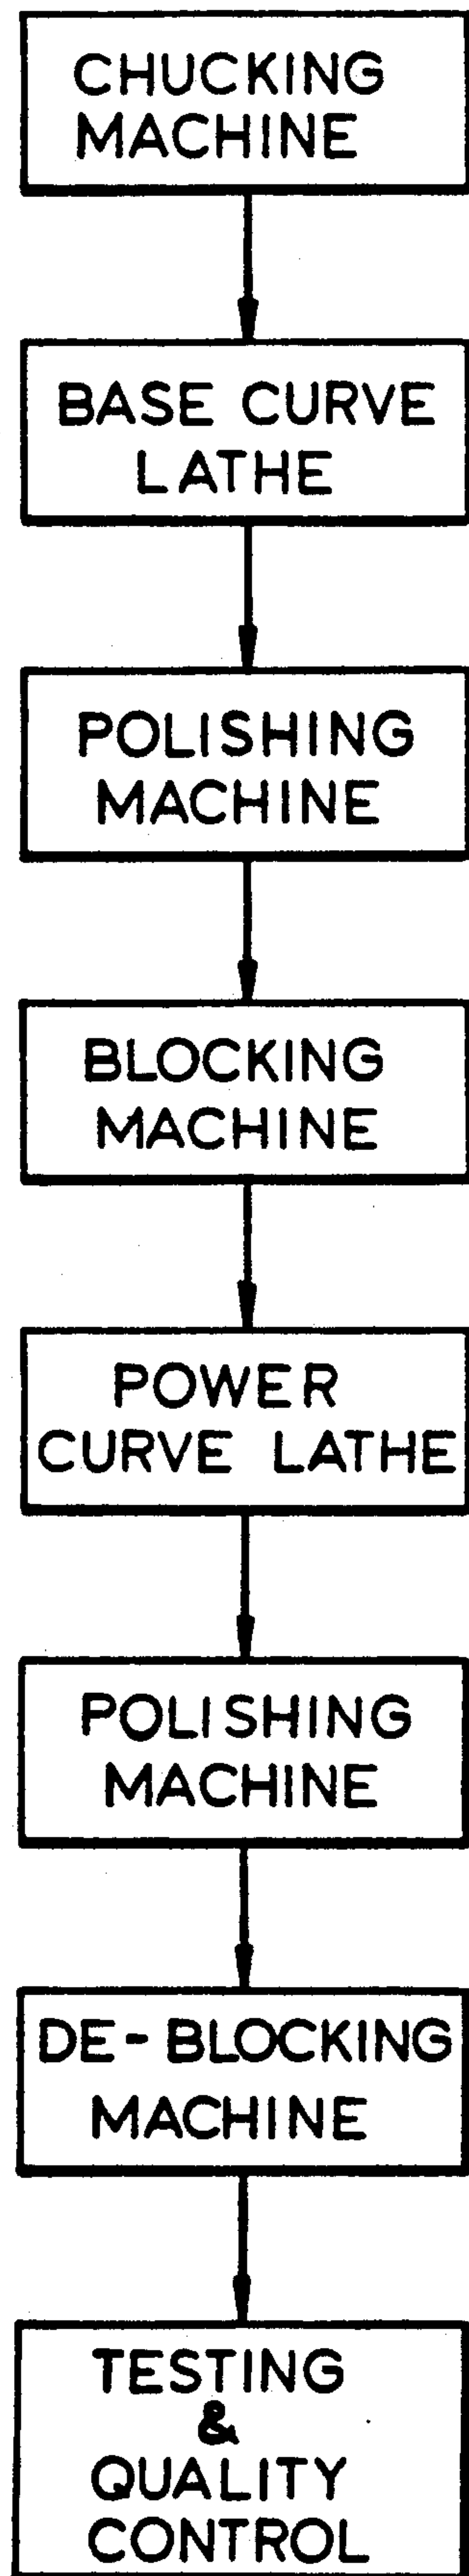 CHUCKING
MACHINE
BASE CURVE
LATHE
POLISHING
MACHINE
BLOCKING
MACHINE
POWER
CURVE LATHE
POLISHING
MACHINE
DE-BLOCKING
MACHINE
TESTING
&
QUALITY
CONTROL